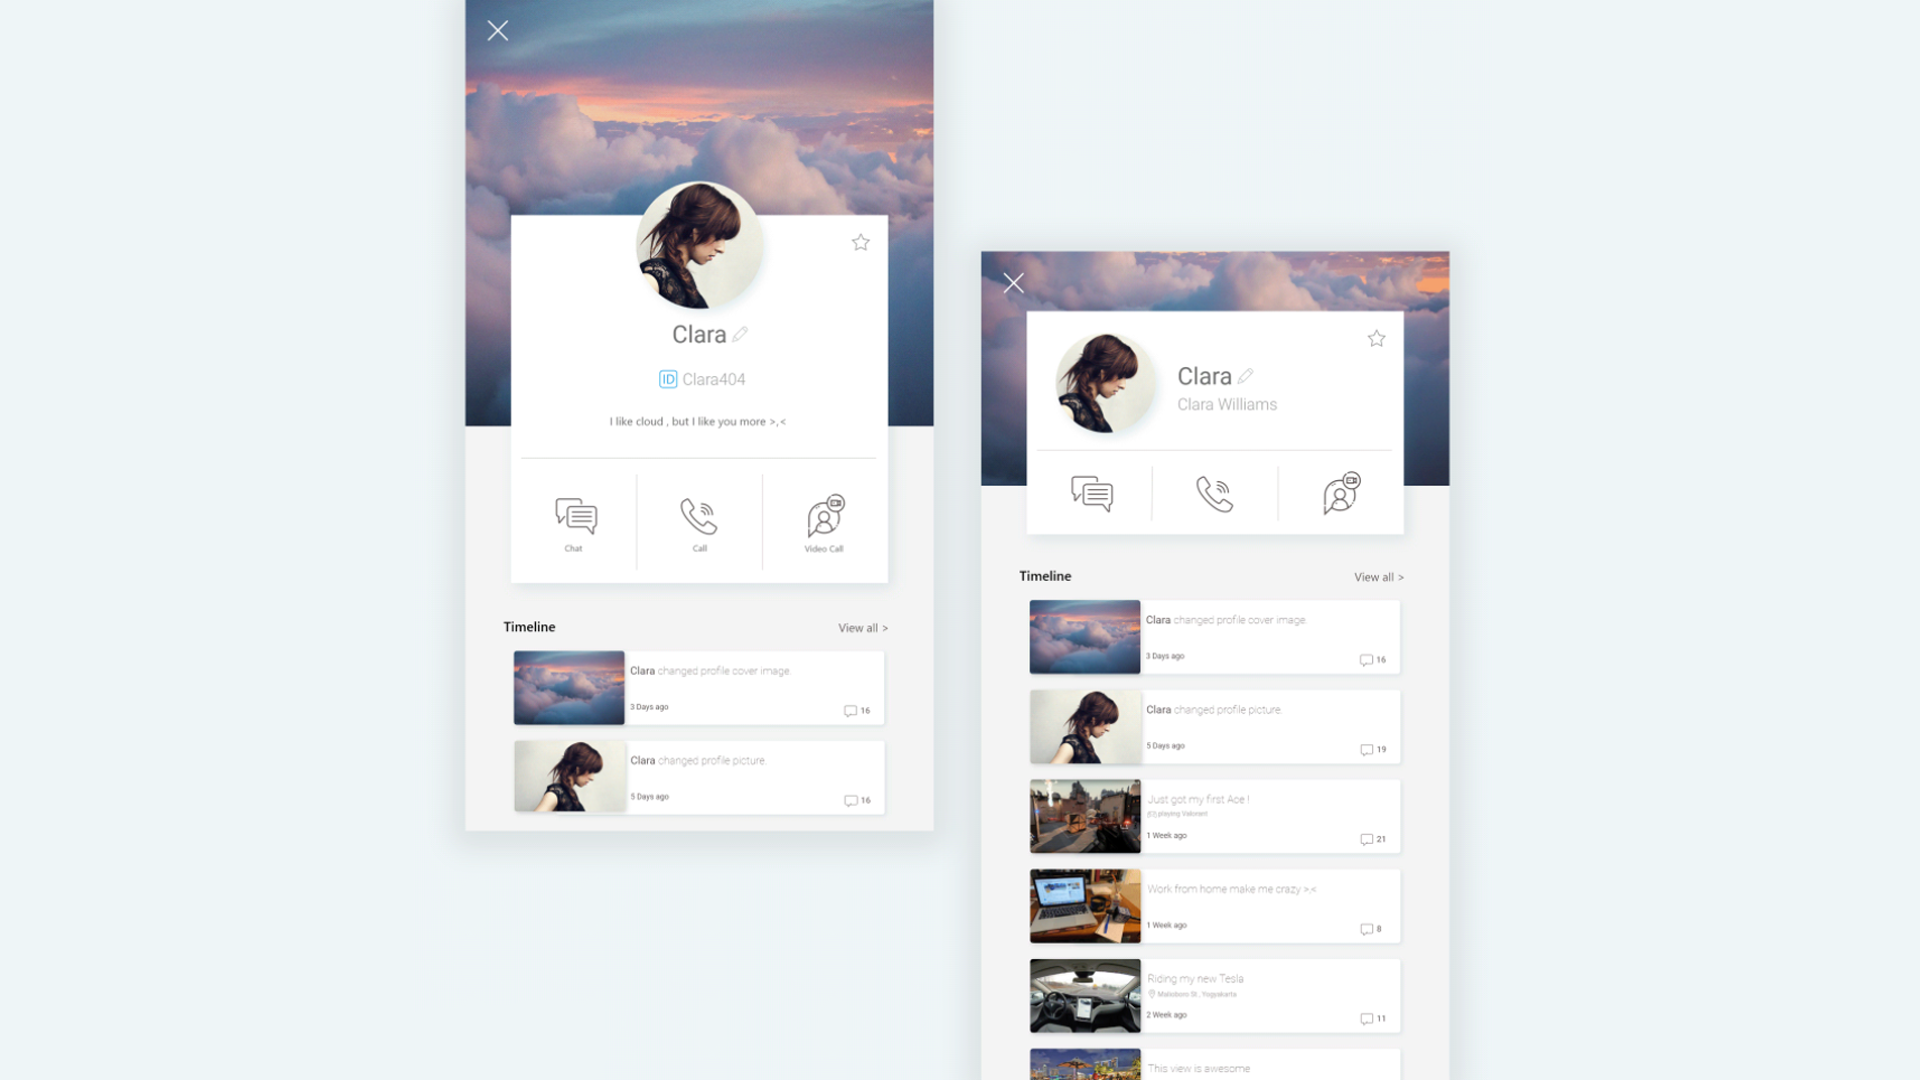 Clara
ID Clara404
I like cloud , but I like you more >,<
Chat
Call
Video Call
Timeline
View all >
Clara changed profile cover image.
3 Days ago
16
Clara changed profile picture.
5 Days ago
16
Clara
Clara Williams
Timeline
View all >
Clara changed profile cover image.
3 Days ago
16
Clara changed profile picture.
5 Days ago
19
Just got my first Ace !
playing Valorant
1 Week ago
21
Work from home make me crazy >,<
1 Week ago
8
Riding my new Tesla
Malioboro St , Yogyakarta
2 Week ago
11
This view is awesome